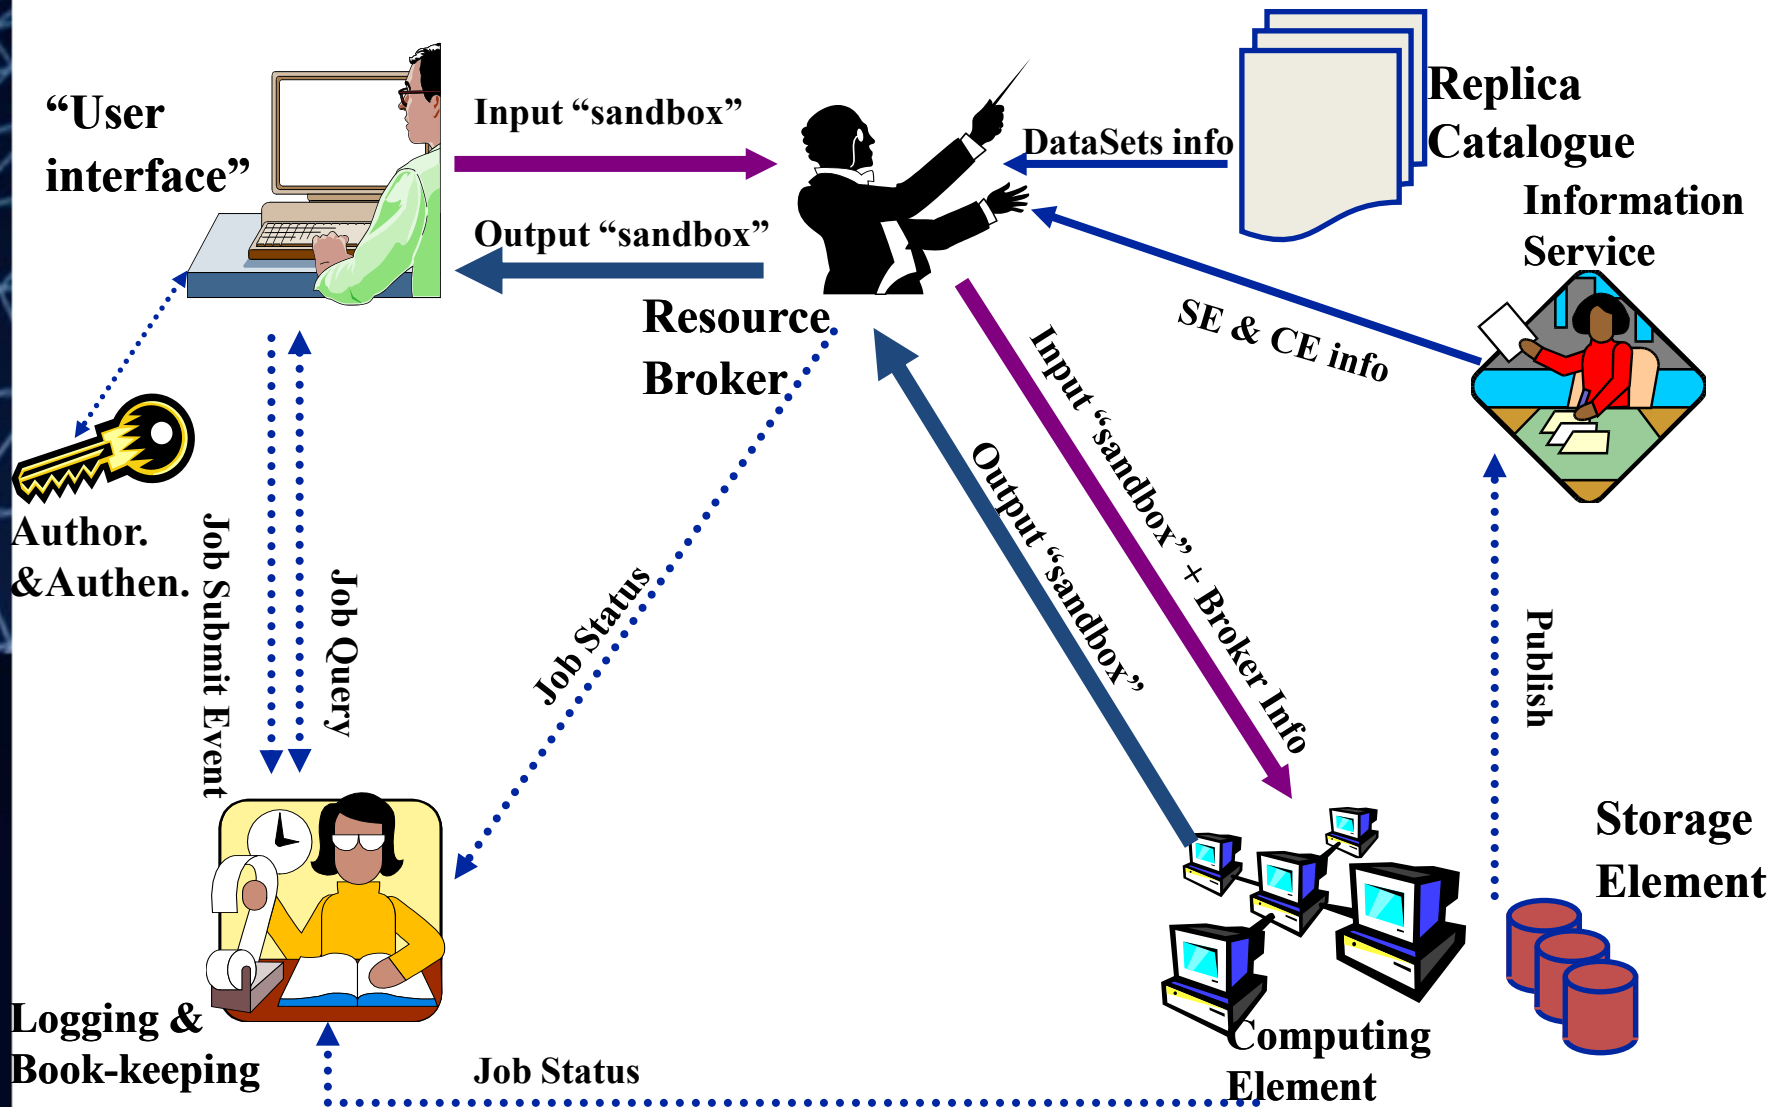 “User
interface”
Input “sandbox”
Output “sandbox”
DataSets info
Replica
Catalogue
Information
Service
SE & CE info
Resource
Broker
Author.
&Authen.
Job Submit Event
Job Query
Job Status
Input “sandbox” + Broker Info
Output “sandbox”
Publish
Storage
Element
Logging &
Book-keeping
Job Status
Computing
Element